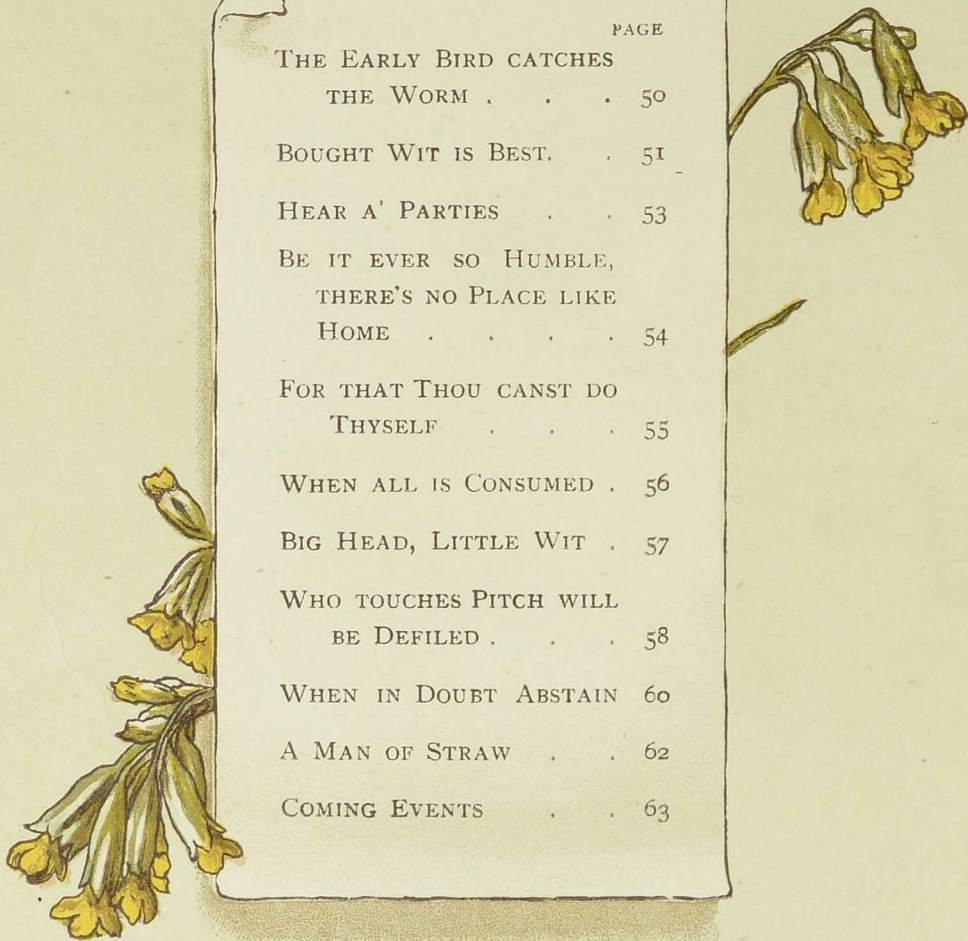 PAGE
THE EARLY BIRD CATCHES
THE WORM . . . 50
BOUGHT WIT IS BEST. . 51
HEAR A' PARTIES . . 53
BE IT EVER SO HUMBLE,
THERE'S NO PLACE LIKE
HOME . . . . 54
FOR THAT THOU CANST DO
THYSELF . . . 55
WHEN ALL IS CONSUMED . 56
BIG HEAD, LITTLE WIT . 57
WHO TOUCHES PITCH WILL
BE DEFILED . . . 58
WHEN IN DOUBT ABSTAIN 60
A MAN OF STRAW . . 62
COMING EVENTS . . 63